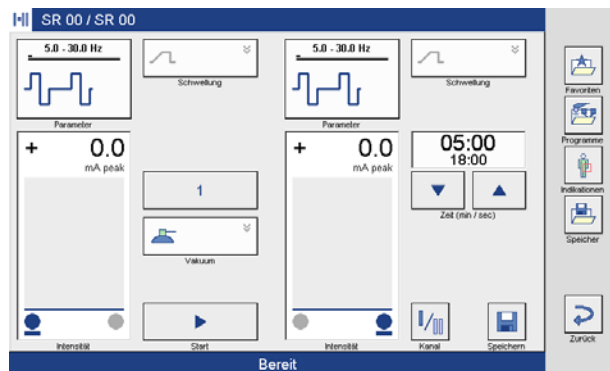 SR 00 / SR 00
5.0 - 30.0 Hz
Parameter
Schwellung
5.0 - 30.0 Hz
Parameter
Schwellung
+ 0.0
mA peak
Intensität
1
Vakuum
Start
+ 0.0
mA peak
Intensität
05:00
18:00
Zeit (min / sec)
Kanal
Speichern
Favoriten
Programme
Indikationen
Speicher
Zurück
Bereit